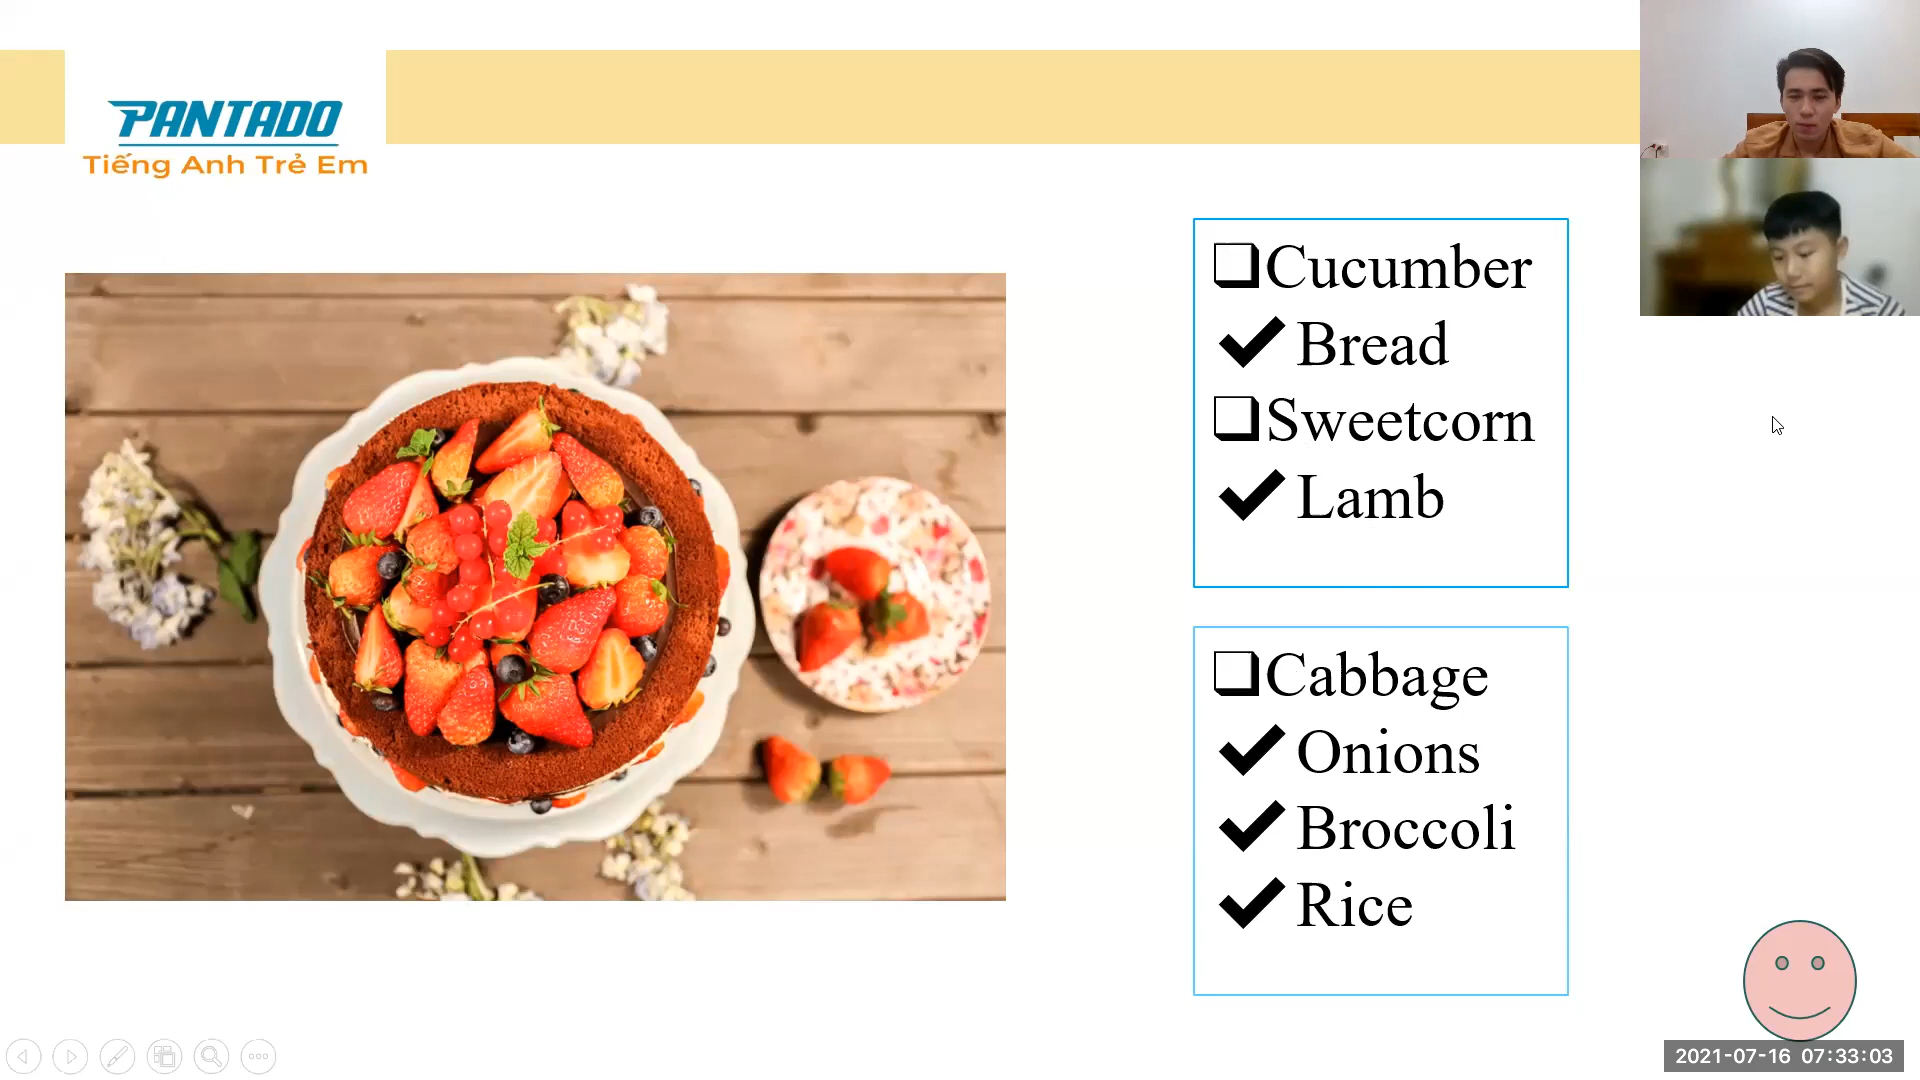 PANTADO
Tiếng Anh Trẻ Em
Cucumber
Bread
Sweetcorn
Lamb
Cabbage
Onions
Broccoli
Rice
2021-07-16 07:33:03